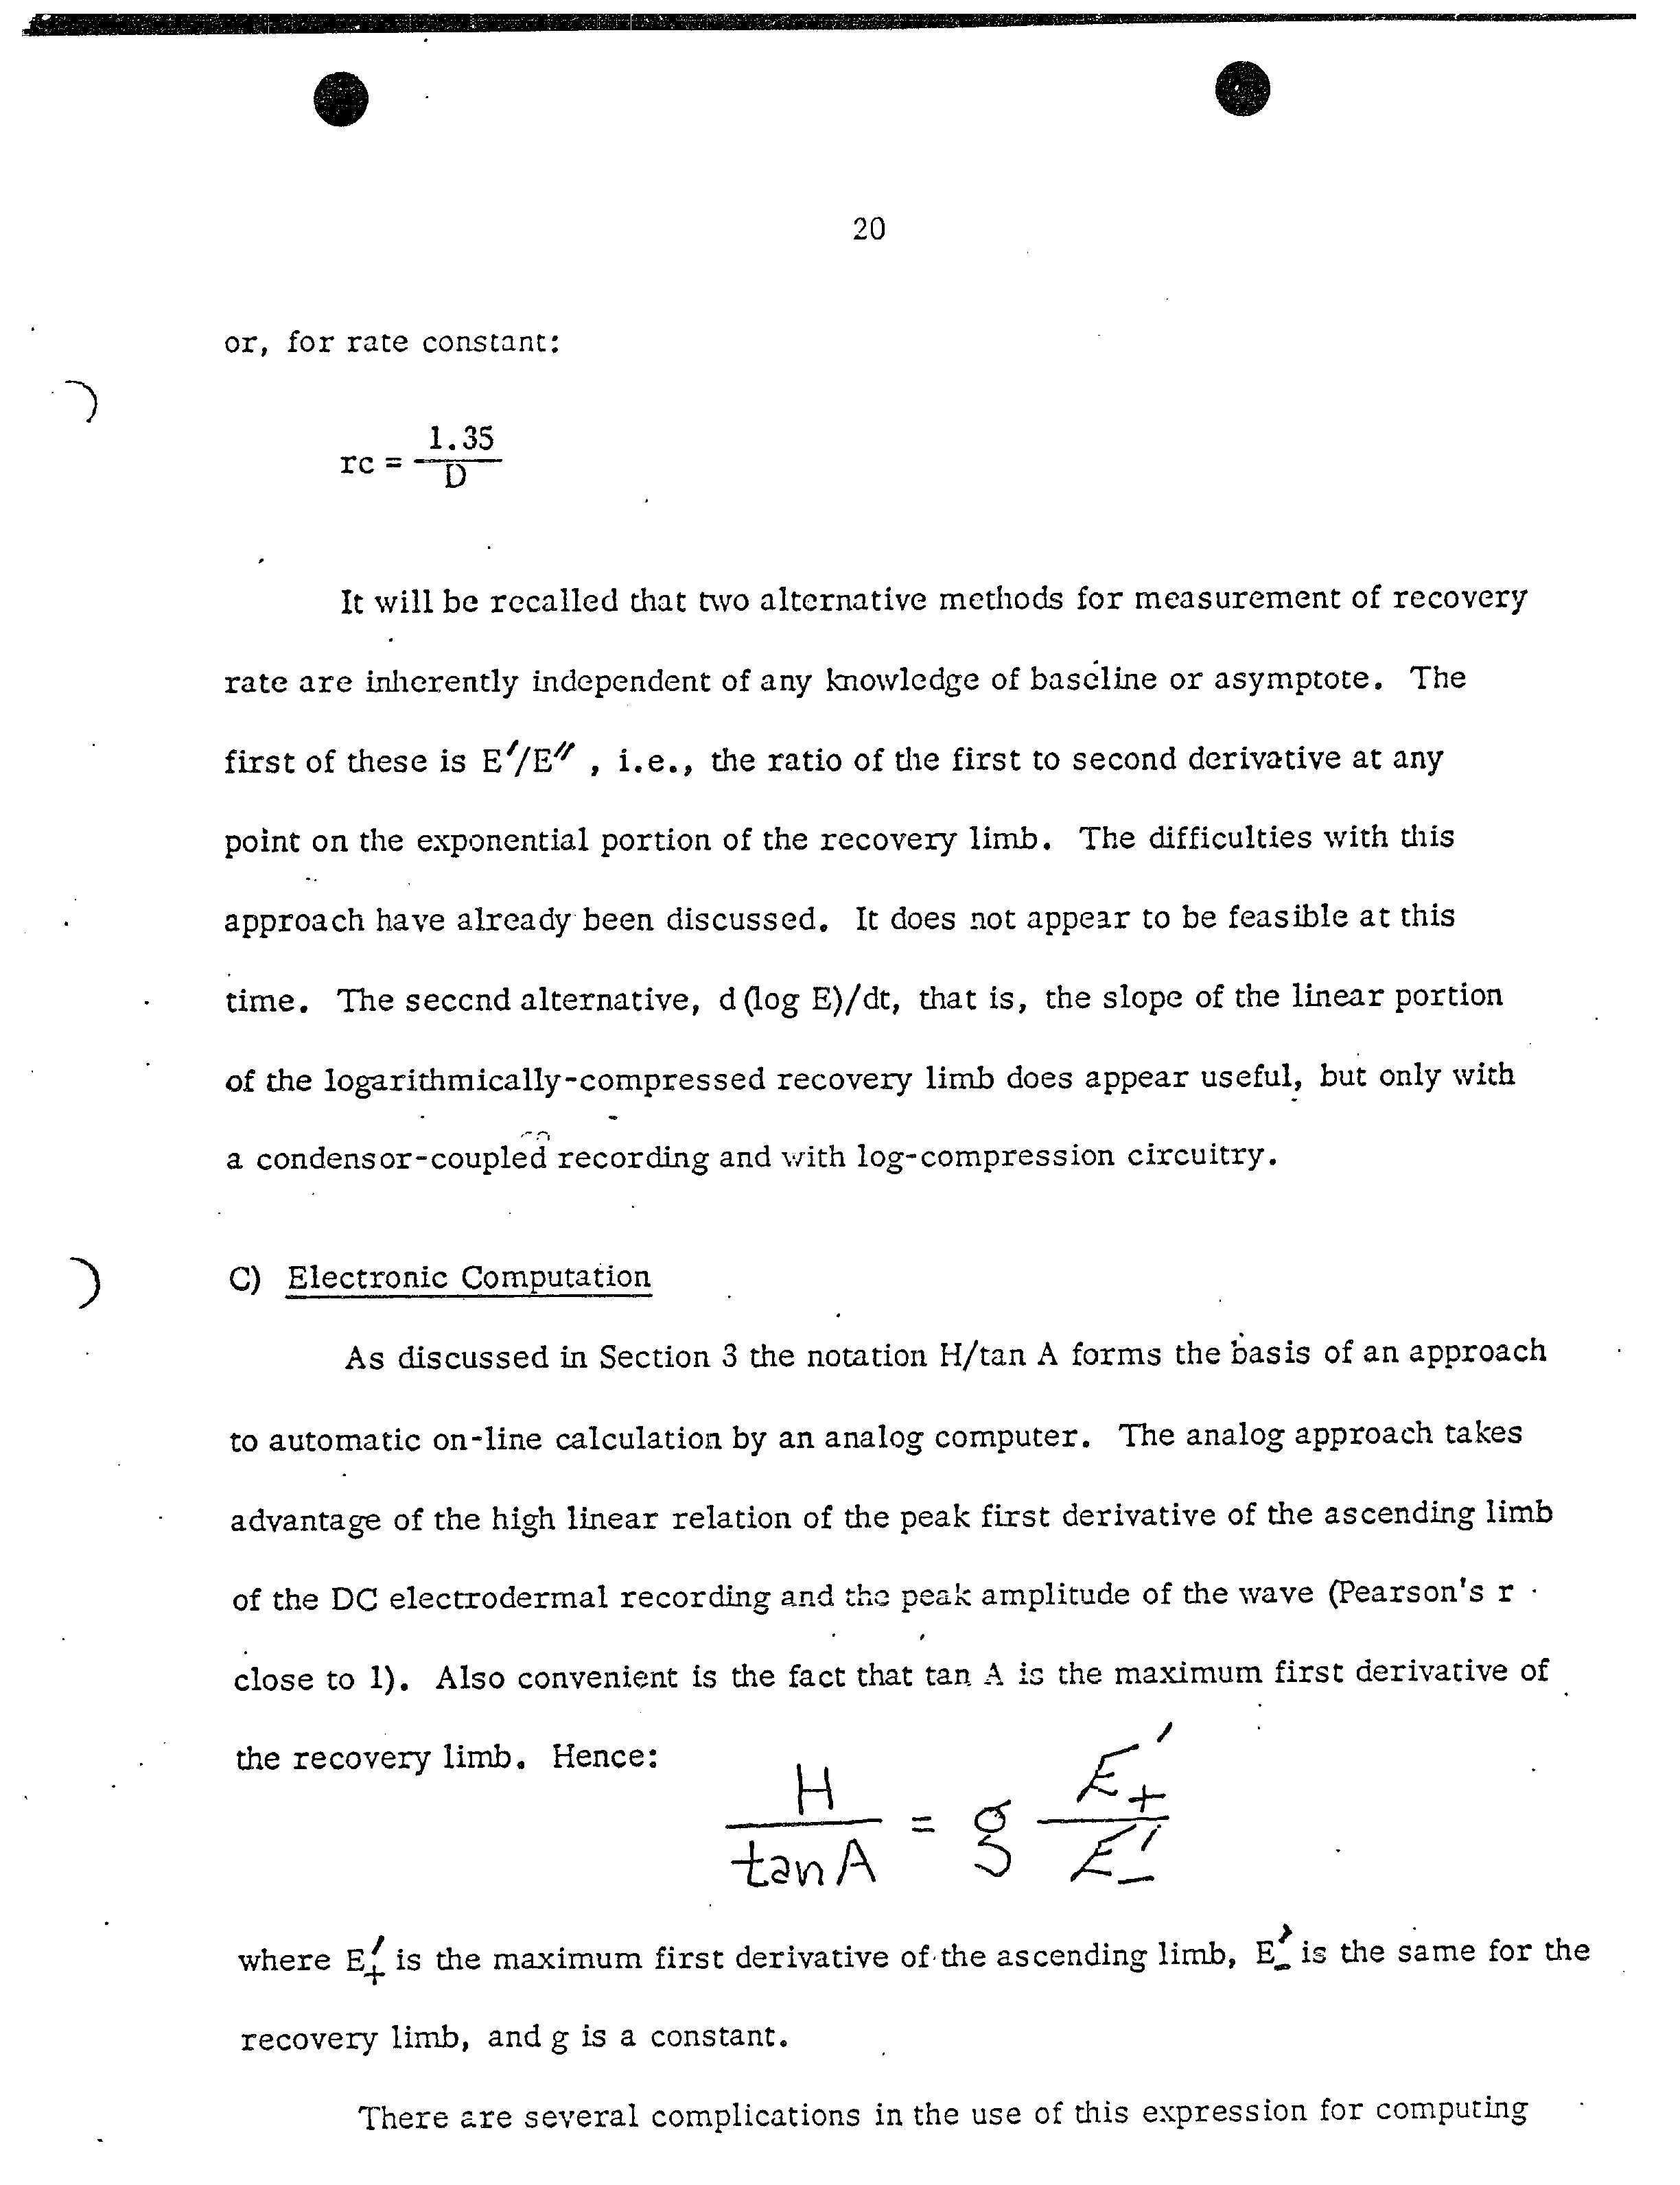 20
or, for rate constant:
rc = 1.35 / D
It will be recalled that two alternative methods for measurement of recovery
rate are inherently independent of any knowledge of baseline or asymptote. The
first of these is E′/E″ , i.e., the ratio of the first to second derivative at any
point on the exponential portion of the recovery limb. The difficulties with this
approach have already been discussed. It does not appear to be feasible at this
time. The second alternative, d (log E)/dt, that is, the slope of the linear portion
of the logarithmically-compressed recovery limb does appear useful, but only with
a condensor-coupled recording and with log-compression circuitry.
C) Electronic Computation
As discussed in Section 3 the notation H/tan A forms the basis of an approach
to automatic on-line calculation by an analog computer. The analog approach takes
advantage of the high linear relation of the peak first derivative of the ascending limb
of the DC electrodermal recording and the peak amplitude of the wave (Pearson's r
close to 1). Also convenient is the fact that tan A is the maximum first derivative of
the recovery limb. Hence:
H / tan A = g E₊′ / E₋′
where E₊′ is the maximum first derivative of the ascending limb, E₋′ is the same for the
recovery limb, and g is a constant.
There are several complications in the use of this expression for computing